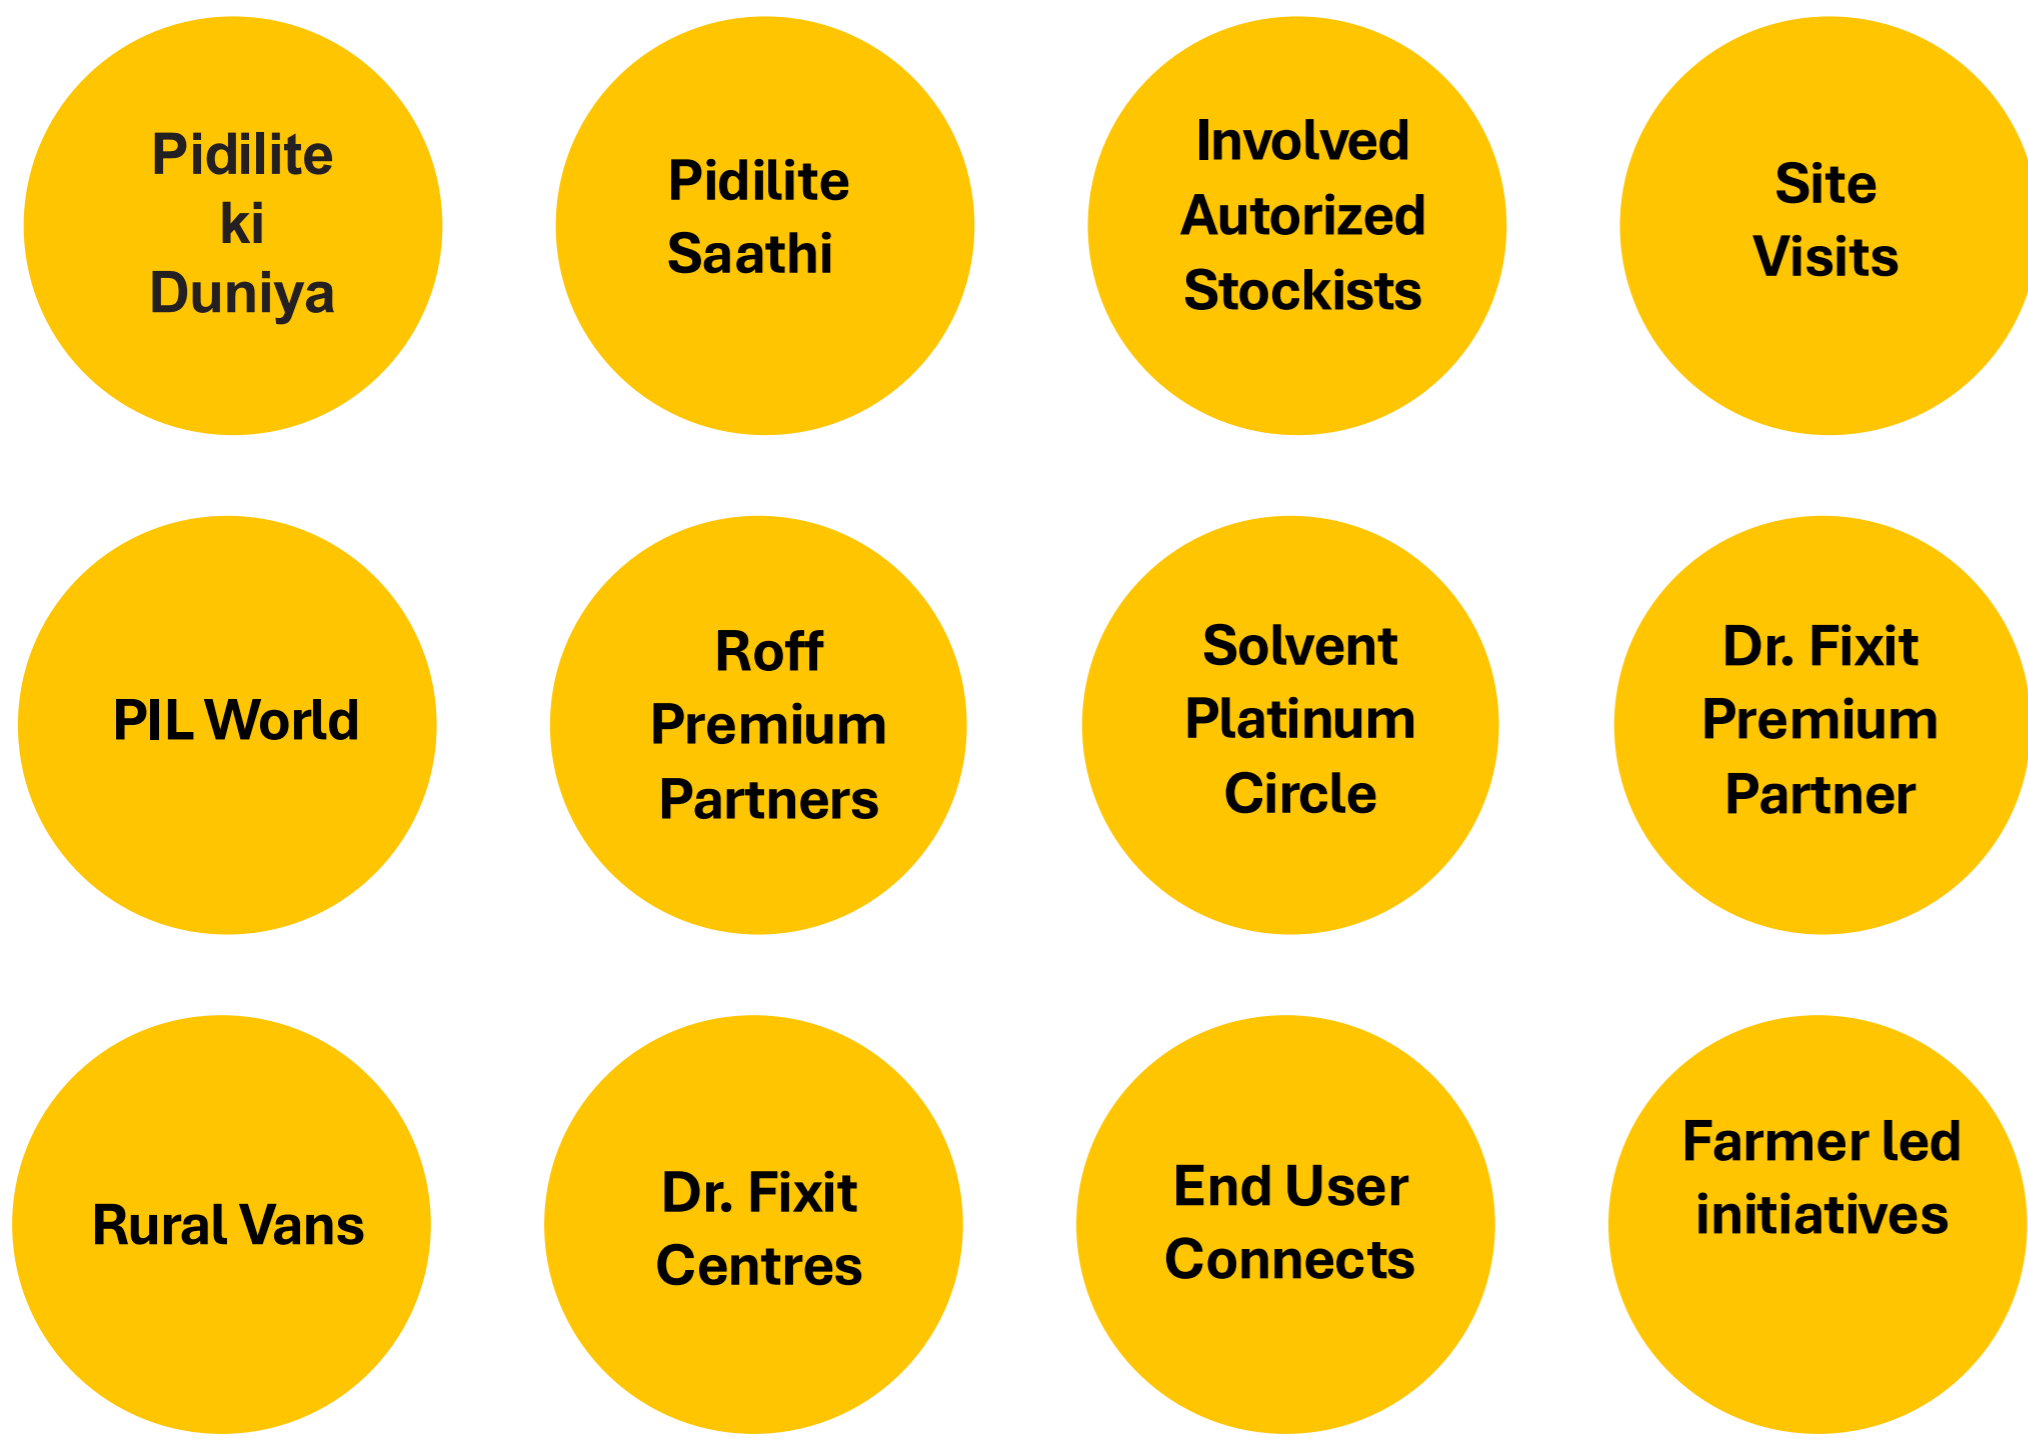 Pidilite
ki
Duniya
Pidilite
Saathi
Involved
Autorized
Stockists
Site
Visits
PIL World
Roff
Premium
Partners
Solvent
Platinum
Circle
Dr. Fixit
Premium
Partner
Rural Vans
Dr. Fixit
Centres
End User
Connects
Farmer led
initiatives